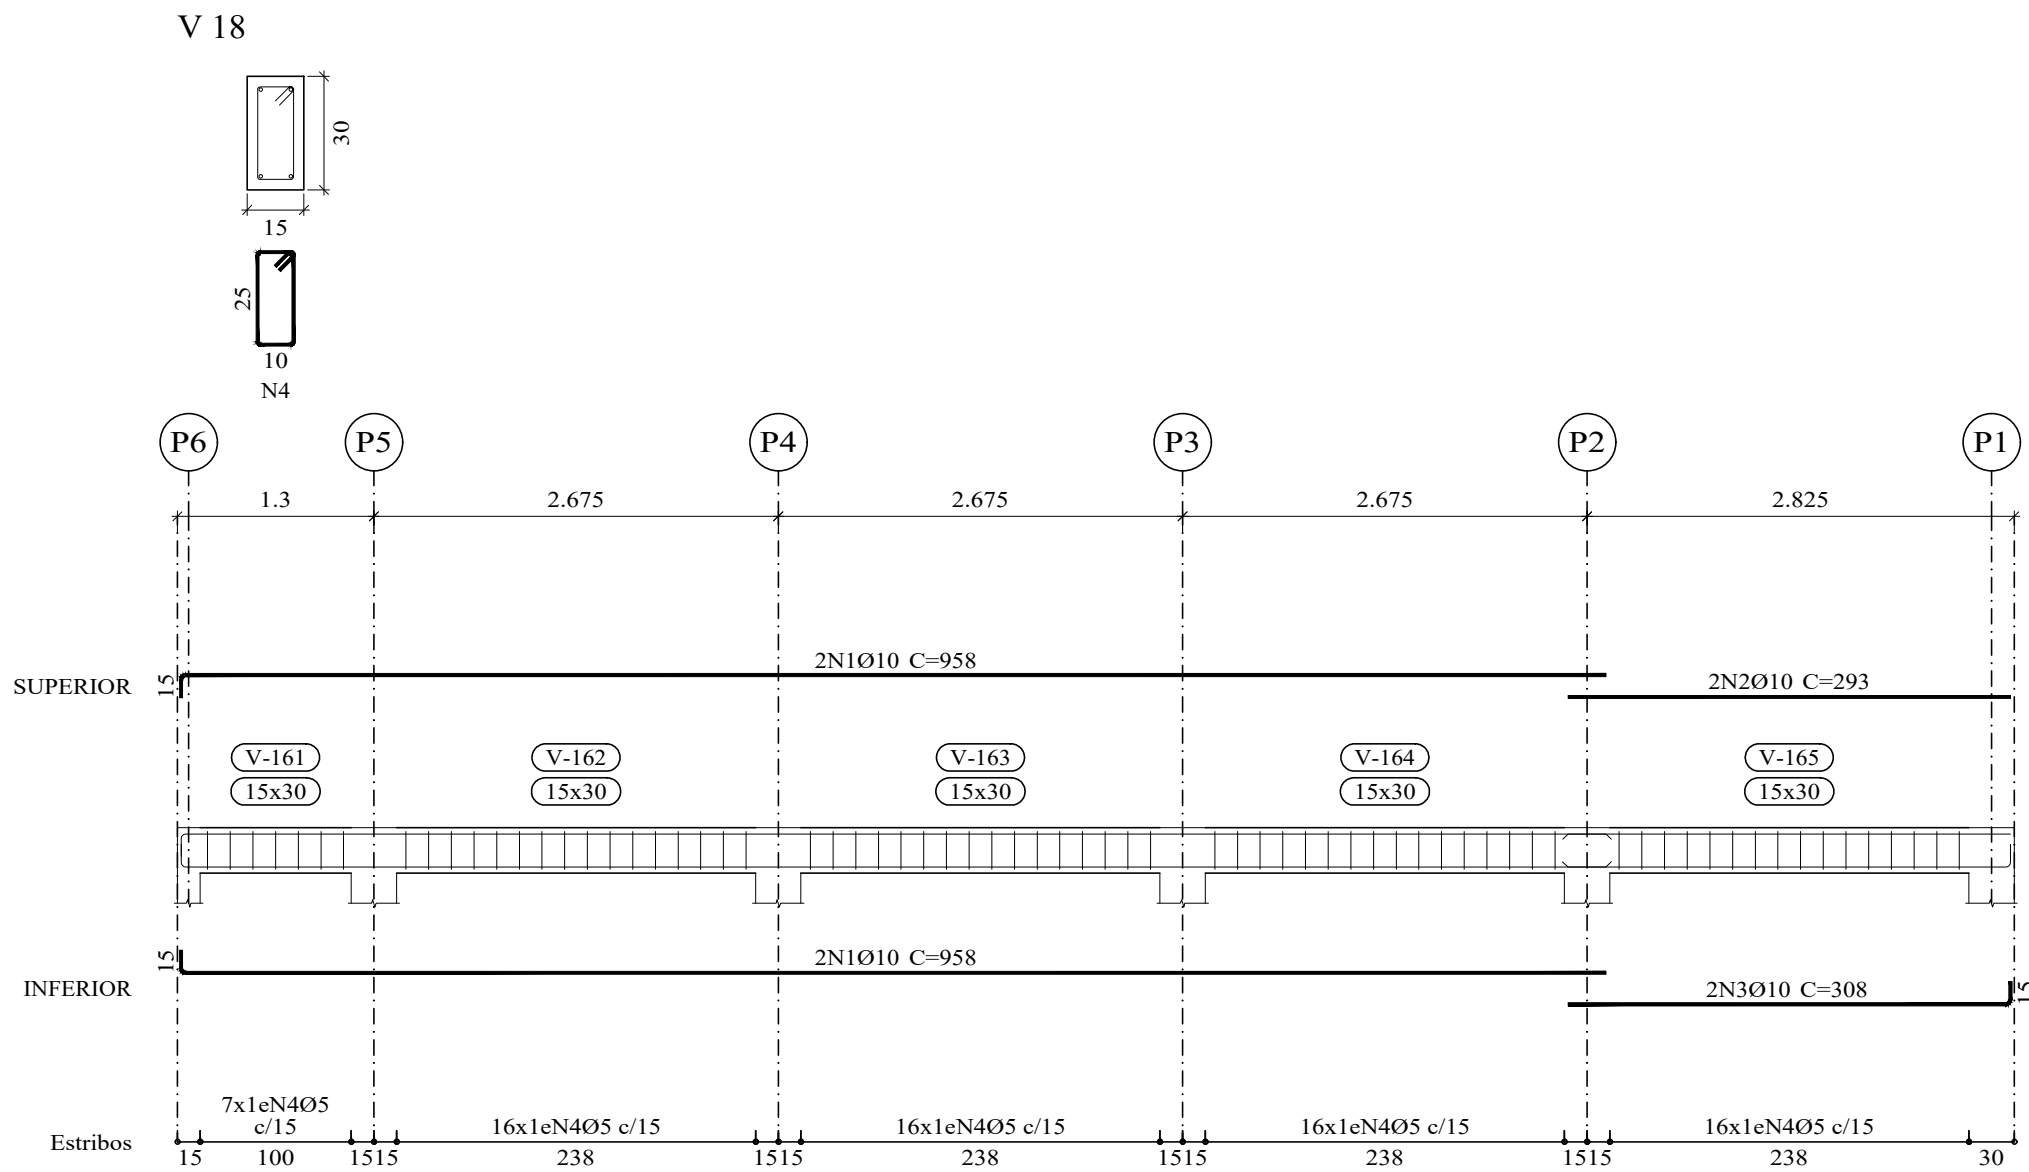 V 18
30
15
25
10
N4
P6 P5 P4 P3 P2 P1
1.3 2.675 2.675 2.675 2.825
2N1Ø10 C=958
15
SUPERIOR
2N2Ø10 C=293
V-161 V-162 V-163 V-164 V-165
15x30 15x30 15x30 15x30 15x30
15
2N1Ø10 C=958
INFERIOR
2N3Ø10 C=308
15
7x1eN4Ø5
c/15
Estribos
16x1eN4Ø5 c/15 16x1eN4Ø5 c/15 16x1eN4Ø5 c/15 16x1eN4Ø5 c/15
15 100 1515 238 1515 238 1515 238 1515 238 30